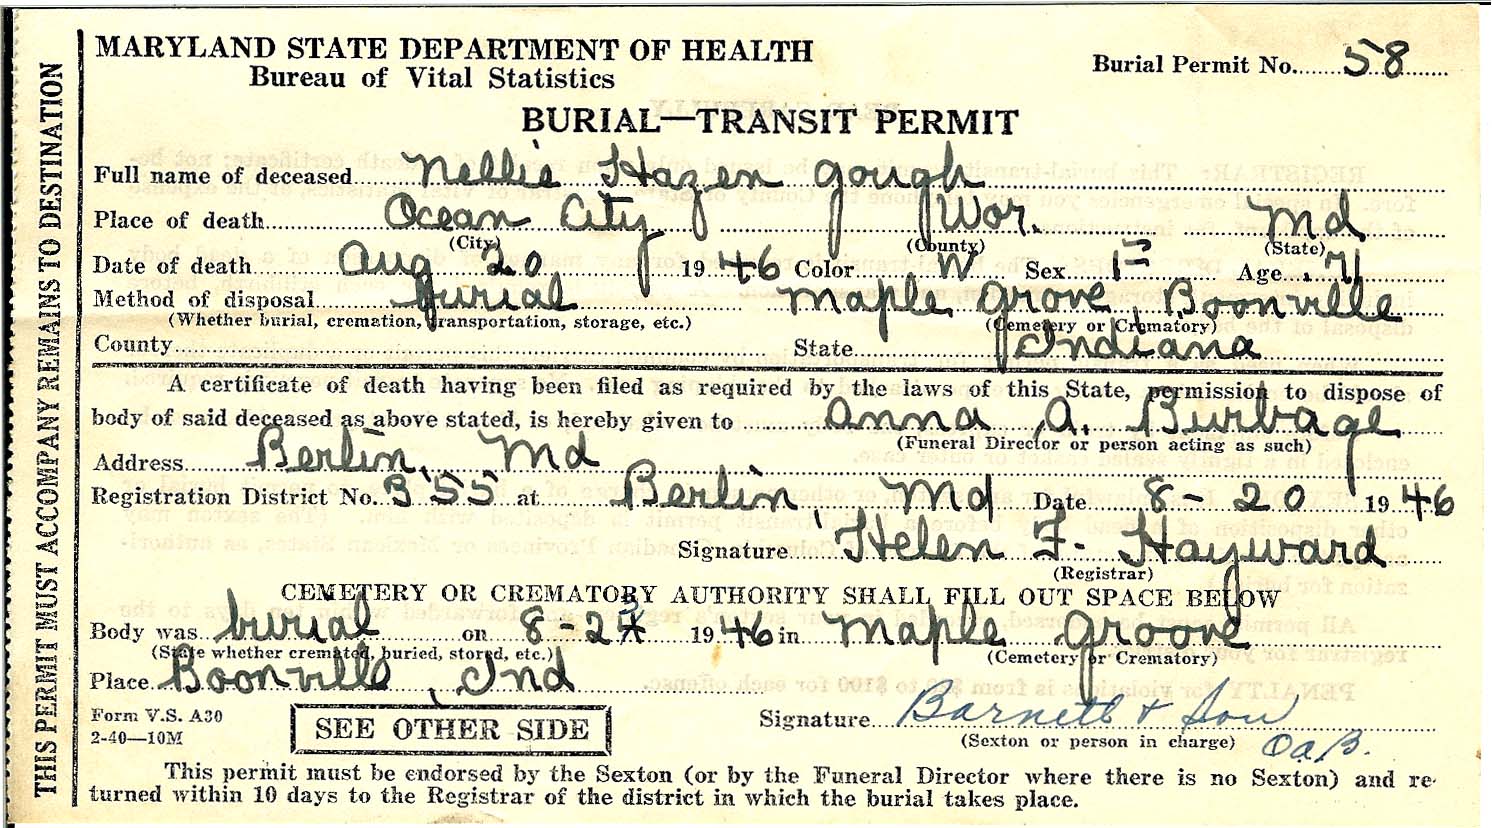 MARYLAND STATE DEPARTMENT OF HEALTH
Bureau of Vital Statistics
Burial Permit No. 58
BURIAL—TRANSIT PERMIT
Full name of deceased Nellie Hazen Gough
Place of death Ocean City Wor. Md
(City) (County) (State)
Date of death Aug 20 1946 Color W Sex F Age 71
Method of disposal Burial Maple Grove, Boonville
(Whether burial, cremation, transportation, storage, etc.) (Cemetery or Crematory)
County State Indiana
A certificate of death having been filed as required by the laws of this State, permission to dispose of
body of said deceased as above stated, is hereby given to Anna A. Burbage
(Funeral Director or person acting as such)
Address Berlin, Md
Registration District No. 355 at Berlin, Md Date 8-20 1946
Signature Helen F. Hayward
(Registrar)
CEMETERY OR CREMATORY AUTHORITY SHALL FILL OUT SPACE BELOW
Body was burial on 8-23 1946 in Maple Groove
(State whether cremated, buried, stored, etc.) (Cemetery or Crematory)
Place Boonville, Ind
Form V.S. A30
2-40—10M
SEE OTHER SIDE
Signature Barnett & Son
(Sexton or person in charge) OaB.
This permit must be endorsed by the Sexton (or by the Funeral Director where there is no Sexton) and re-
turned within 10 days to the Registrar of the district in which the burial takes place.
THIS PERMIT MUST ACCOMPANY REMAINS TO DESTINATION